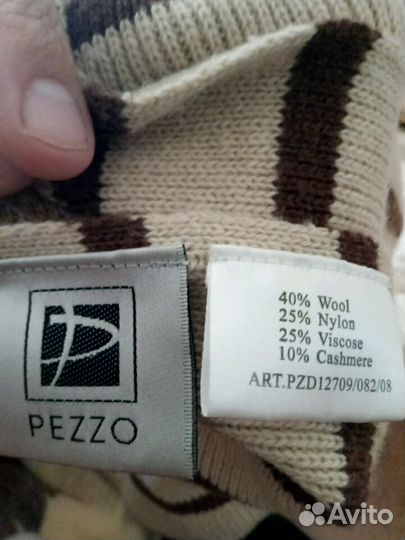 40% Wool
25% Nylon
25% Viscose
10% Cashmere
ART.PZD12709/082/08
PEZZO
Avito